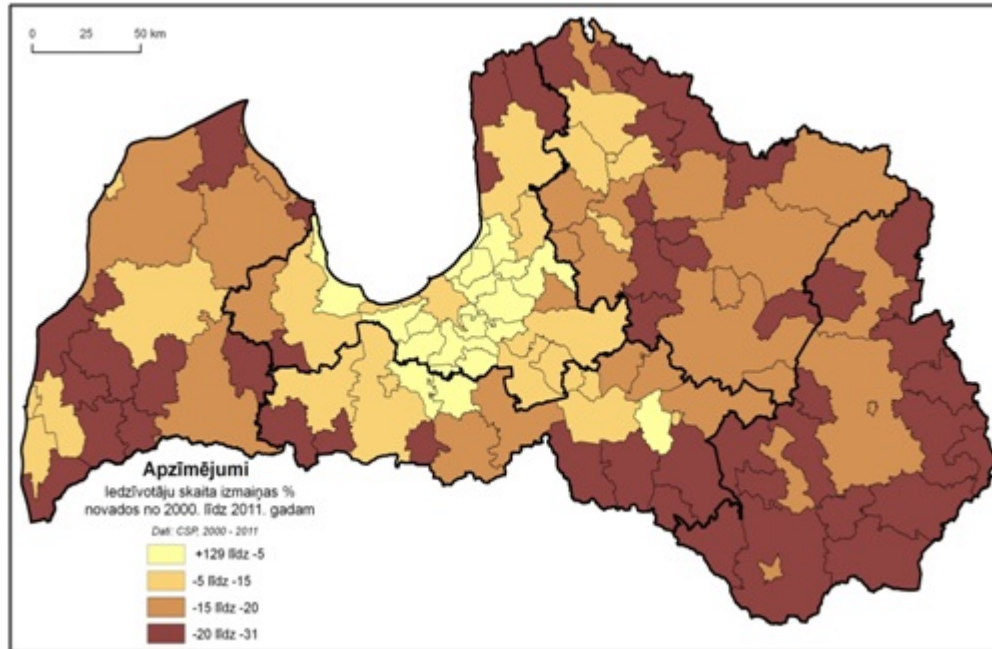 0 25 50 km
Apzīmējumi
Iedzīvotāju skaita izmaiņas %
novados no 2000. līdz 2011. gadam
Dati: CSP, 2000 - 2011
+129 līdz -5
-5 līdz -15
-15 līdz -20
-20 līdz -31